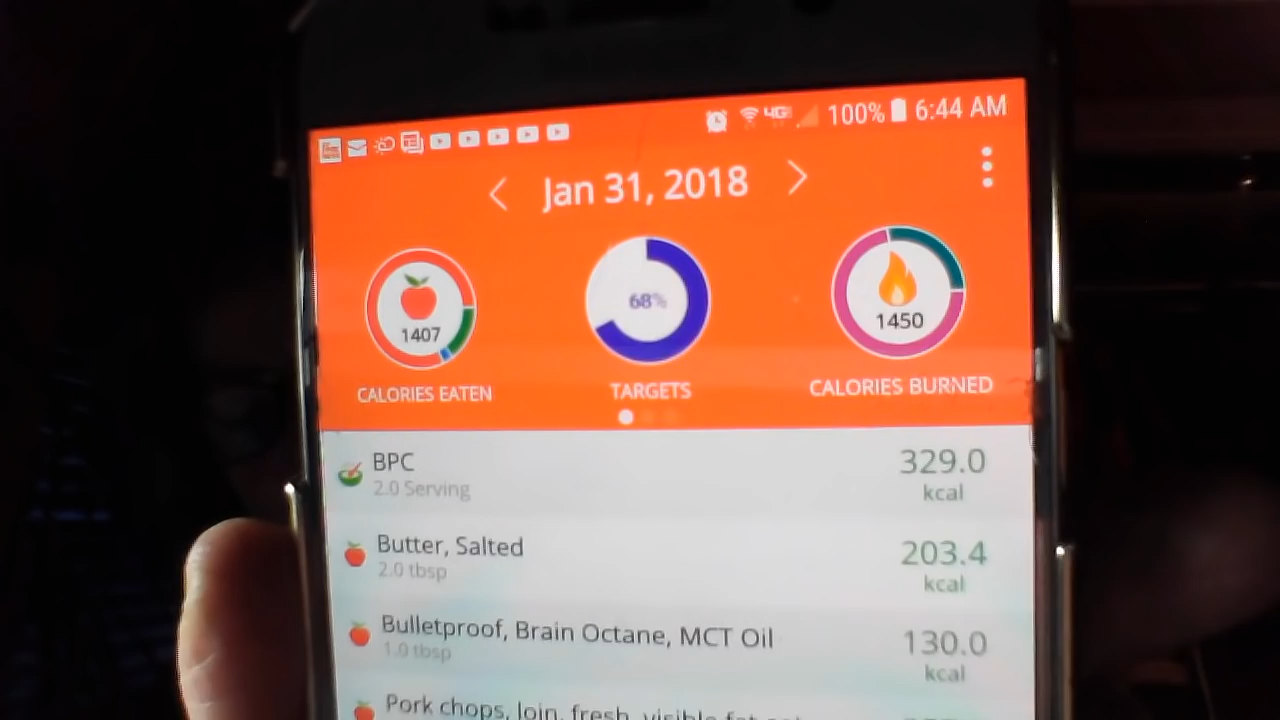 4G 100% 6:44 AM
Jan 31, 2018
1407
68%
1450
CALORIES EATEN
TARGETS
CALORIES BURNED
BPC
329.0
2.0 Serving
kcal
Butter, Salted
203.4
2.0 tbsp
kcal
Bulletproof, Brain Octane, MCT Oil
130.0
1.0 tbsp
kcal
Pork chops, loin, fresh, visible fat